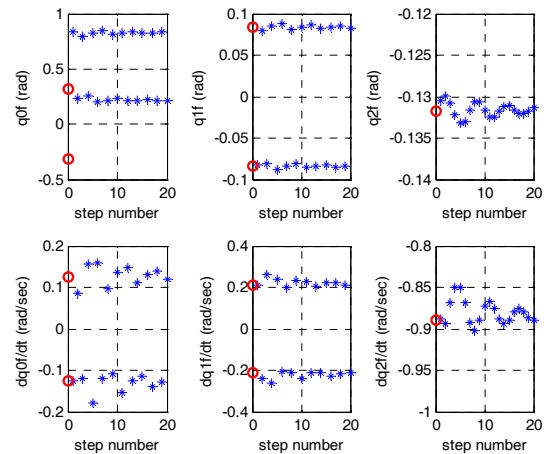 1
0.5
0
-0.5
q0f (rad)
0 10 20
step number
0.1
0.05
0
-0.05
-0.1
q1f (rad)
0 10 20
step number
-0.12
-0.125
-0.13
-0.135
-0.14
q2f (rad)
0 10 20
step number
0.2
0.1
0
-0.1
-0.2
dq0f/dt (rad/sec)
0 10 20
step number
0.4
0.2
0
-0.2
-0.4
dq1f/dt (rad/sec)
0 10 20
step number
-0.8
-0.85
-0.9
-0.95
-1
dq2f/dt (rad/sec)
0 10 20
step number